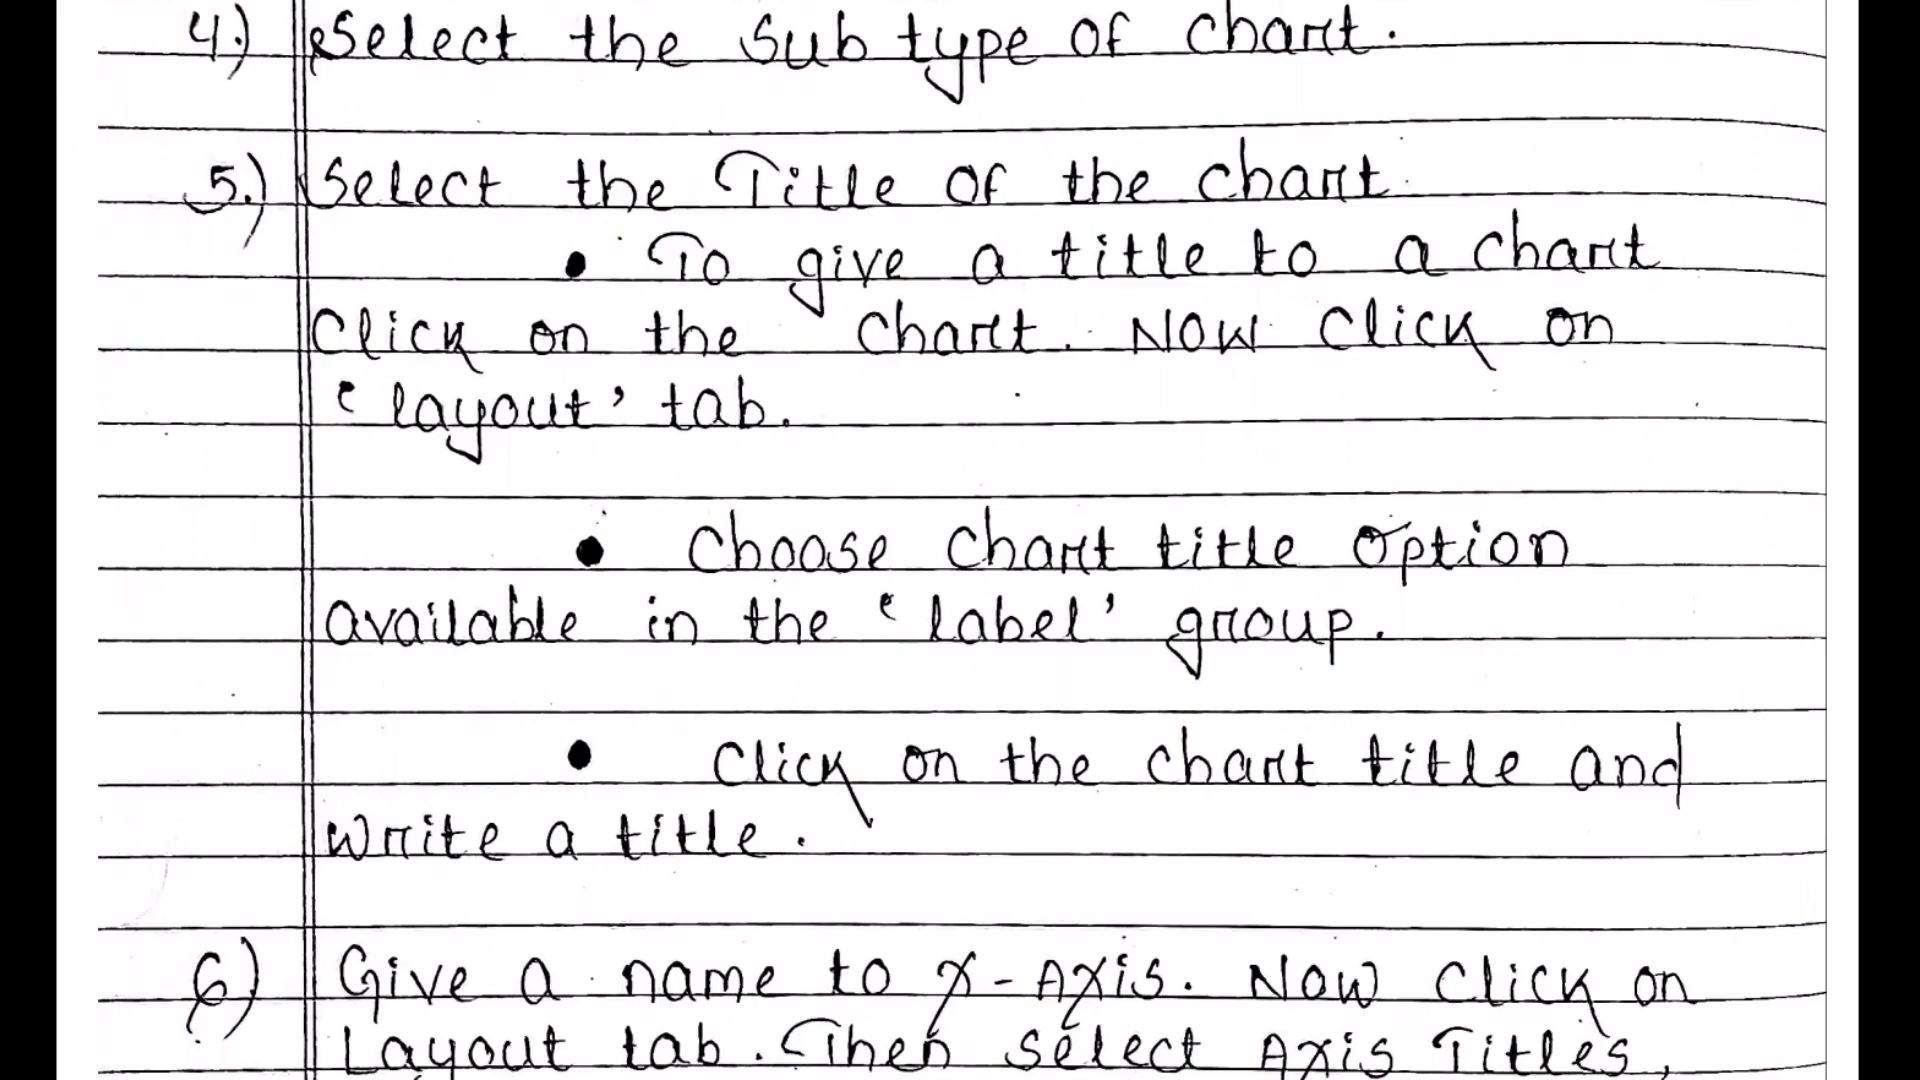 4.) Select the Sub type of chart.
5.) Select the Title of the chart.
• To give a title to a chart
Click on the chart. Now click on
'layout' tab.
• Choose chart title option
available in the 'label' group.
• Click on the chart title and
write a title.
6) Give a name to X-Axis. Now Click on
Layout tab. Then select Axis Titles,